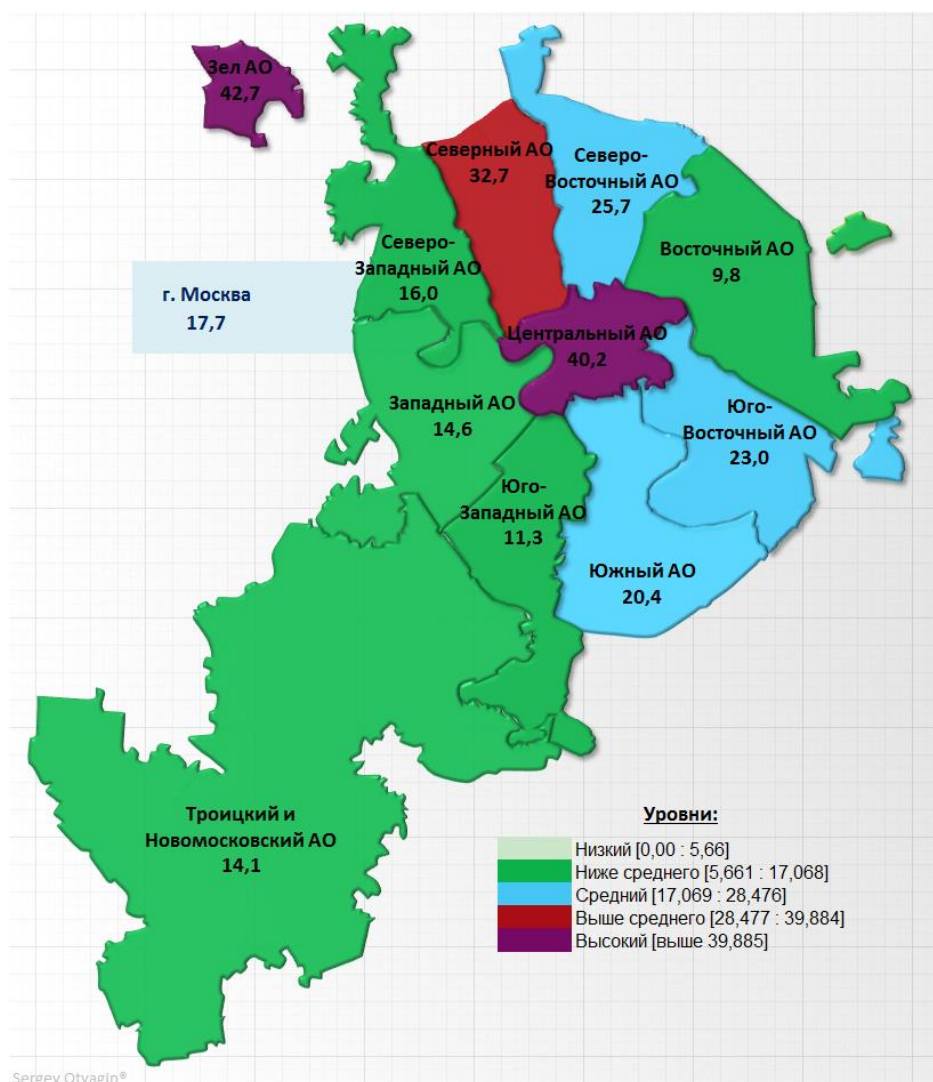 Зел АО
42,7
Северный АО
32,7
Северо-
Восточный АО
25,7
Северо-
Западный АО
16,0
Восточный АО
9,8
г. Москва
17,7
Центральный АО
40,2
Западный АО
14,6
Юго-
Восточный АО
23,0
Юго-
Западный АО
11,3
Южный АО
20,4
Троицкий и
Новомосковский АО
14,1
Уровни:
Низкий [0,00 : 5,66]
Ниже среднего [5,661 : 17,068]
Средний [17,069 : 28,476]
Выше среднего [28,477 : 39,884]
Высокий [выше 39,885]
Sergey Otvagin®